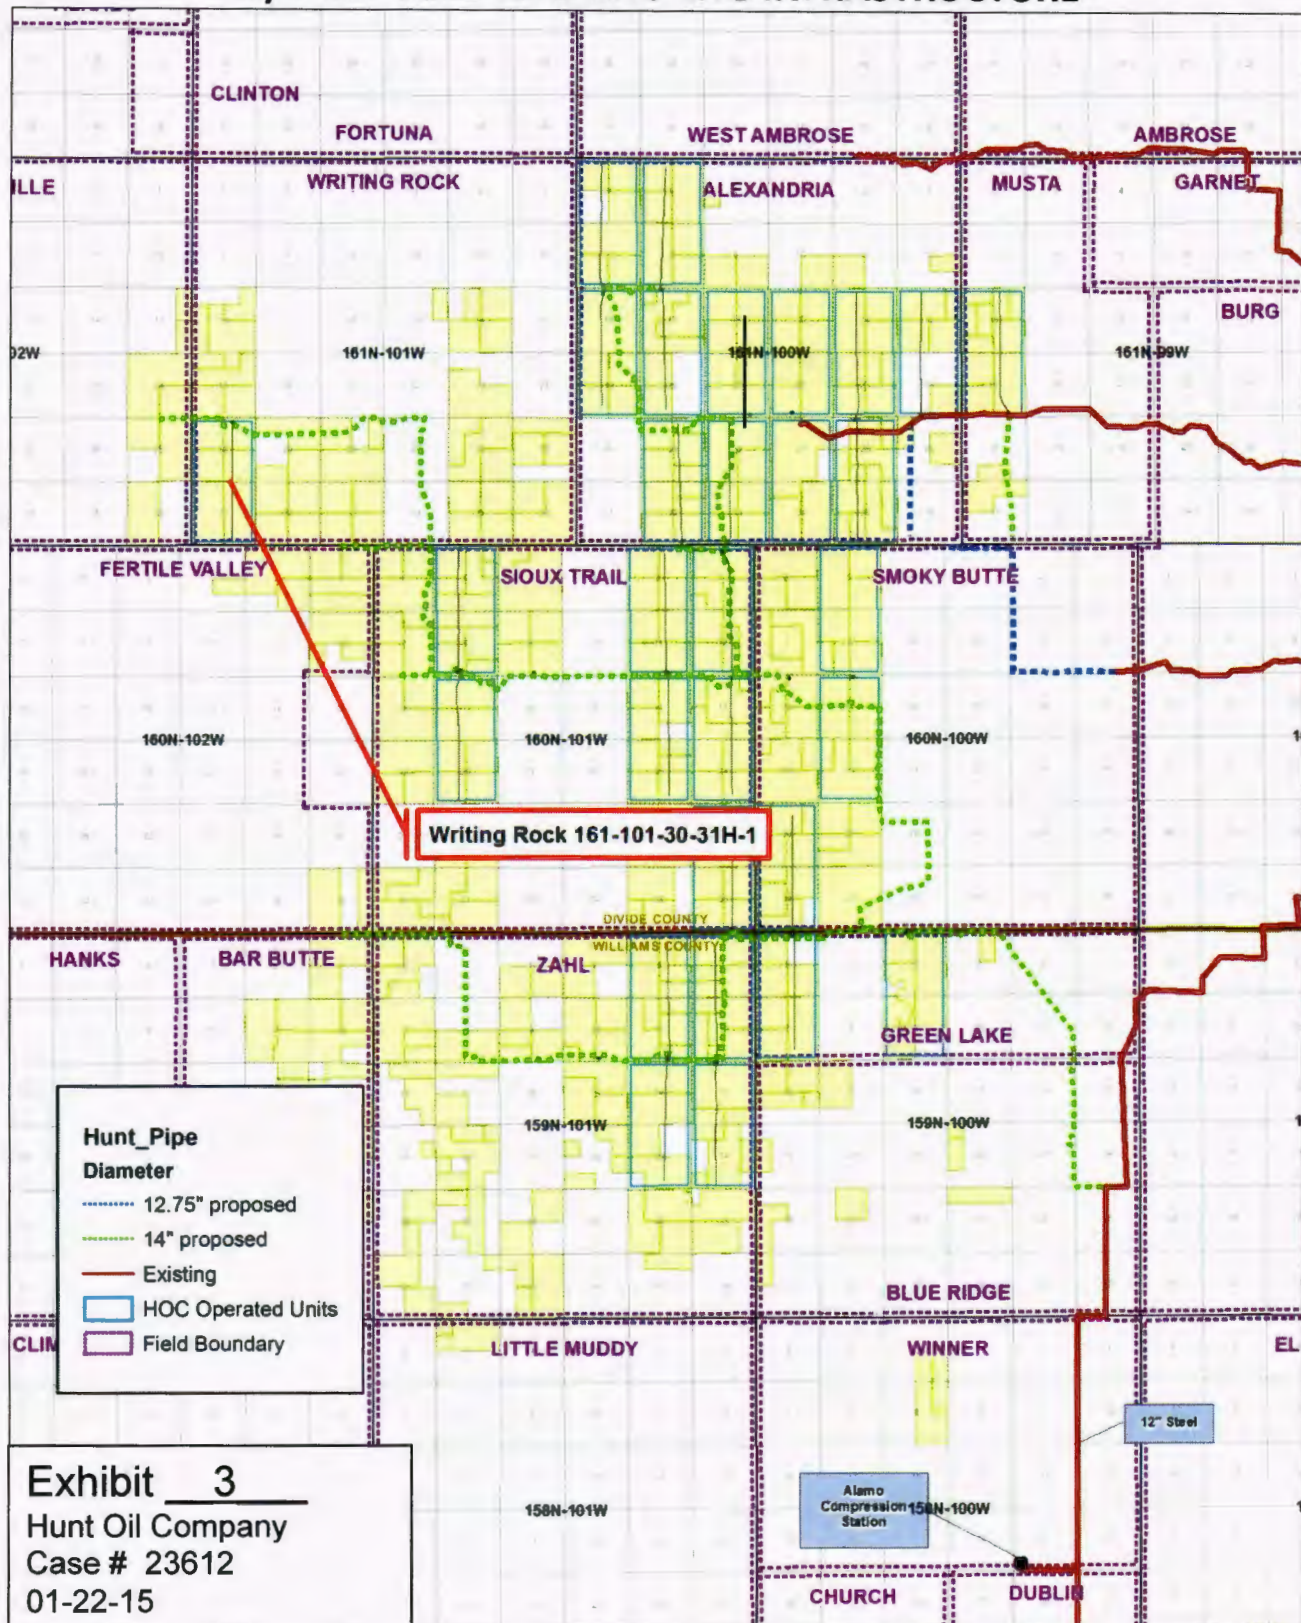 CLINTON
FORTUNA
WEST AMBROSE
AMBROSE
ILLE
WRITING ROCK
ALEXANDRIA
MUSTA
GARNET
BURG
02W
161N-101W
161N-100W
161N-99W
FERTILE VALLEY
SIOUX TRAIL
SMOKY BUTTE
160N-102W
160N-101W
160N-100W
Writing Rock 161-101-30-31H-1
DIVIDE COUNTY
WILLIAMS COUNTY
HANKS
BAR BUTTE
ZAHL
GREEN LAKE
159N-101W
159N-100W
Hunt_Pipe
Diameter
12.75" proposed
14" proposed
Existing
HOC Operated Units
Field Boundary
BLUE RIDGE
CLIM
LITTLE MUDDY
WINNER
EL
12" Steel
Alamo
Compression
Station
158N-101W
158N-100W
CHURCH
DUBLIN
Exhibit 3
Hunt Oil Company
Case # 23612
01-22-15